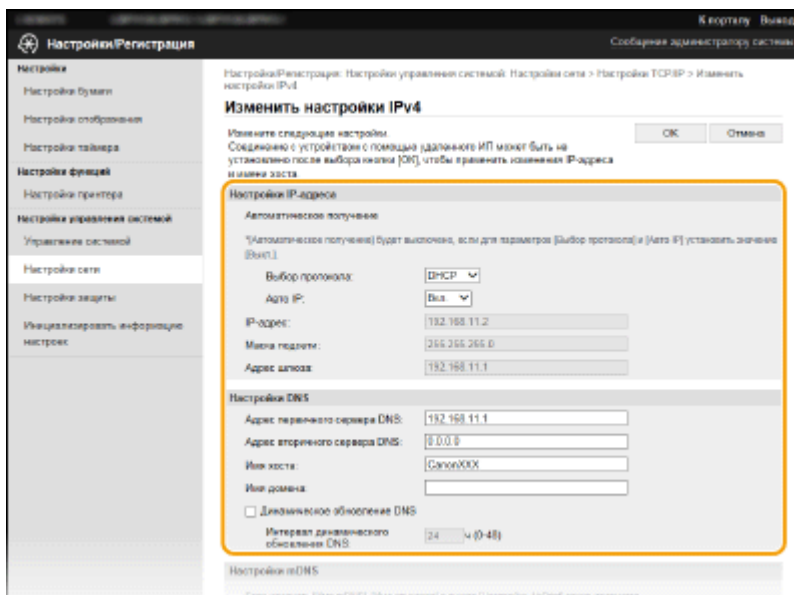 К порталу Выход
Настройки/Регистрация
Сообщение администратору системы
Настройки
Настройки бумаги
Настройки отображения
Настройки таймера
Настройки функций
Настройки принтера
Настройки управления системой
Управление системой
Настройки сети
Настройки защиты
Инициализировать информацию
настроек
Настройки/Регистрация: Настройки управления системой: Настройки сети > Настройки TCP/IP > Изменить
настройки IPv4
Изменить настройки IPv4
Измените следующие настройки.
Соединение с устройством с помощью удаленного ИП может быть не
установлено после выбора кнопки [OK], чтобы применить изменения IP-адреса
и имени хоста.
OK Отмена
Настройки IP-адреса
Автоматическое получение
*[Автоматическое получение] будет выключено, если для параметров [Выбор протокола] и [Авто IP] установить значение
[Выкл.].
Выбор протокола: DHCP
Авто IP: Вкл.
IP-адрес: 192.168.11.2
Маска подсети: 255.255.255.0
Адрес шлюза: 192.168.11.1
Настройки DNS
Адрес первичного сервера DNS: 192.168.11.1
Адрес вторичного сервера DNS: 0.0.0.0
Имя хоста: CanonXXX
Имя домена:
Динамическое обновление DNS
Интервал динамического
обновления DNS: 24 ч (0-48)
Настройки mDNS